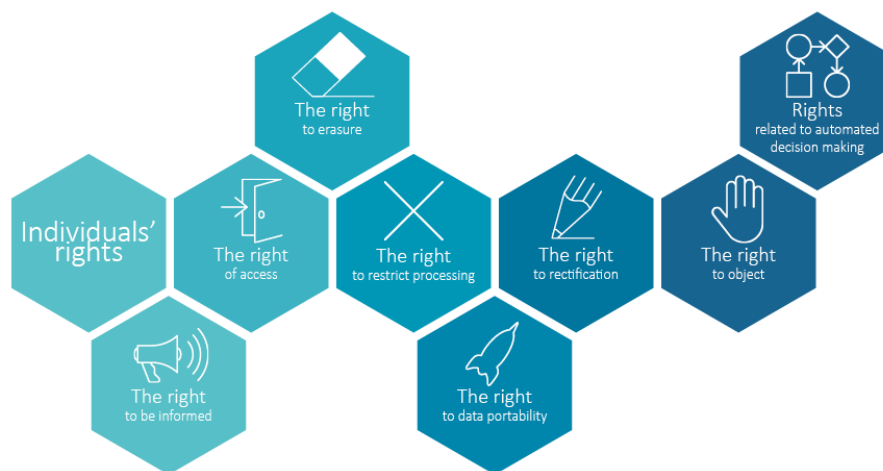 Individuals'
rights
The right
to be informed
The right
of access
The right
to erasure
The right
to restrict processing
The right
to data portability
The right
to rectification
The right
to object
Rights
related to automated
decision making